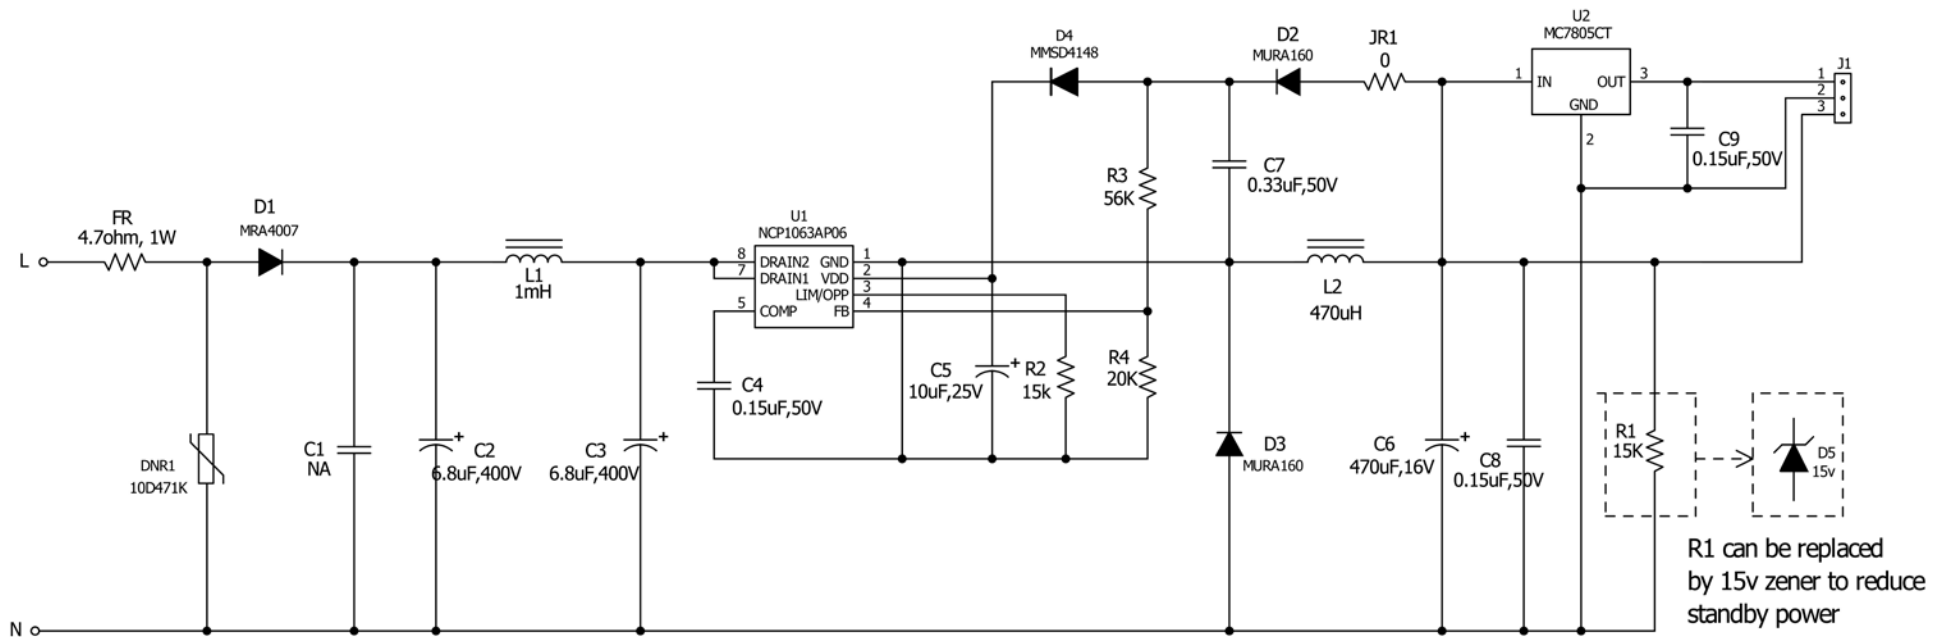 U2
MC7805CT
D4
MMSD4148
D2
MURA160
JR1
0
1
IN
OUT
3
GND
2
J1
1
2
3
C9
0.15uF,50V
R3
56K
C7
0.33uF,50V
L
FR
4.7ohm, 1W
D1
MRA4007
L1
1mH
U1
NCP1063AP06
8
DRAIN2
GND
1
7
DRAIN1
VDD
2
LIM/OPP
3
5
COMP
FB
4
L2
470uH
C4
0.15uF,50V
C5
10uF,25V
+
R2
15k
R4
20K
DNR1
10D471K
C1
NA
+
C2
6.8uF,400V
C3
6.8uF,400V
+
D3
MURA160
C6
470uF,16V
+
C8
0.15uF,50V
R1
15K
D5
15v
R1 can be replaced
by 15v zener to reduce
standby power
N